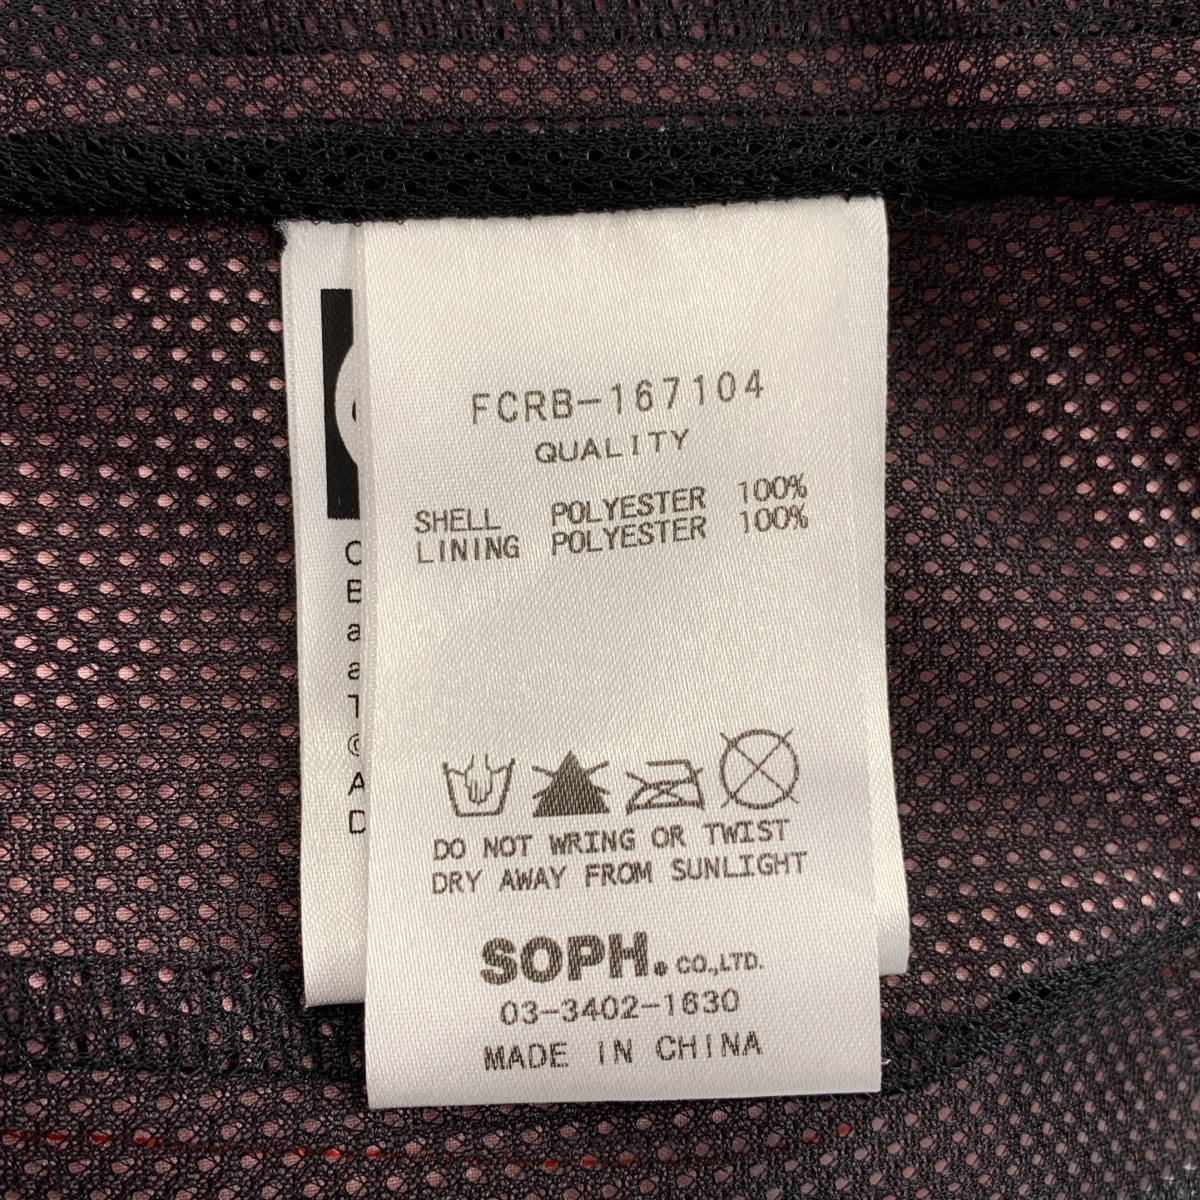 FCRB-167104
QUALITY
SHELL POLYESTER 100%
LINING POLYESTER 100%
DO NOT WRING OR TWIST
DRY AWAY FROM SUNLIGHT
SOPH. CO.,LTD.
03-3402-1630
MADE IN CHINA